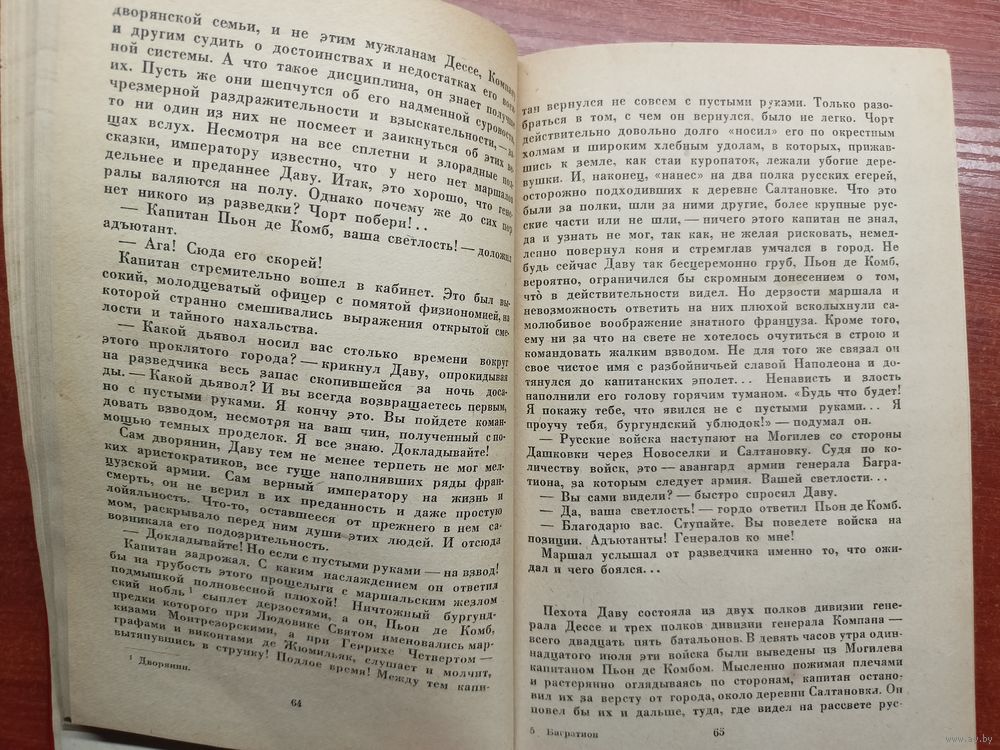 дворянской семьи, и не этим мужланам Дессе, Компану
и другим судить о достоинствах и недостатках его
ной системы. А что такое дисциплина, он знает получше
их. Пусть же они шепчутся об его надменной суровости,
чрезмерной раздражительности и взыскательности, —
то ни один из них не посмеет и заикнуться об этих ве-
щах вслух. Несмотря на все сплетни и злорадные
сказки, императору известно, что у него нет маршалов
дельнее и преданнее Даву. Итак, это хорошо, что гене-
ралы валяются на полу. Однако почему же до сих пор
нет никого из разведки? Чорт побери!..
— Капитан Пьон де Комб, ваша светлость! — доложил
адъютант.
— Ага! Сюда его скорей!
Капитан стремительно вошел в кабинет. Это был вы-
сокий, молодцеватый офицер с помятой физиономией, на
которой странно смешивались выражения открытой сме-
лости и тайного нахальства.
— Какой дьявол носил вас столько времени вокруг
этого проклятого города? — крикнул Даву, опрокидывая
на разведчика весь запас скопившейся за ночь доса-
ды. — Какой дьявол? И вы всегда возвращаетесь первым,
но с пустыми руками. Я кончу это. Вы пойдете коман-
довать взводом, несмотря на ваш чин, полученный с по-
мощью темных проделок. Я все знаю. Докладывайте!
Сам дворянин, Даву тем не менее терпеть не мог мел-
ких аристократиков, все гуще наполнявших ряды фран-
цузской армии. Сам верный императору на жизнь и
смерть, он не верил в их преданность и даже простую
лойяльность. Что-то, оставшееся от прежнего в нем са-
мом, раскрывало перед ним души этих людей. И отсюда
возникала его подозрительность.
— Докладывайте! Но если с пустыми руками — на взвод!
Капитан задрожал. С каким наслаждением он ответил
бы на грубость этого прощелыги с маршальским жезлом
подмышкой полновесной плюхой! Ничтожный бургунд-
ский нобль¹ сыплет дерзостями, а он, Пьон де Комб,
предки которого при Людовике Святом именовались мар-
кизами Монтрезорскими, а при Генрихе Четвертом —
графами и виконтами де Жюмильяк, слушает и молчит,
вытянувшись в струнку! Подлое время! Между тем капи-
¹ Дворянин.
64
тан вернулся не совсем с пустыми руками. Только разо-
браться в том, с чем он вернулся, было не легко. Чорт
действительно довольно долго «носил» его по окрестным
холмам и широким хлебным удолам, в которых, прижав-
шись к земле, как стаи куропаток, лежали убогие дере-
вушки. И, наконец, «нанес» на два полка русских егерей,
осторожно подходивших к деревне Салтановке. Что это
были за полки, шли за ними другие, более крупные рус-
ские части или не шли, — ничего этого капитан не знал,
да и узнать не мог, так как, не желая рисковать, немед-
ленно повернул коня и стремглав умчался в город. Не
будь сейчас Даву так бесцеремонно груб, Пьон де Комб,
вероятно, ограничился бы скромным донесением о том,
что̀ в действительности видел. Но дерзости маршала и
невозможность ответить на них плюхой всколыхнули са-
молюбивое воображение знатного француза. Кроме того,
ему ни за что на свете не хотелось очутиться в строю и
командовать жалким взводом. Не для того же связал он
свое чистое имя с разбойничьей славой Наполеона и до-
тянулся до капитанских эполет... Ненависть и злость
наполнили его голову горячим туманом. «Будь что будет!
Я покажу тебе, что явился не с пустыми руками... Я
проучу тебя, бургундский ублюдок!» — подумал он.
— Русские войска наступают на Могилев со стороны
Дашковки через Новоселки и Салтановку. Судя по ко-
личеству войск, это — авангард армии генерала Багра-
тиона, за которым следует армия. Вашей светлости...
— Вы сами видели? — быстро спросил Даву.
— Да, ваша светлость! — гордо ответил Пьон де Комб.
— Благодарю вас. Ступайте. Вы поведете войска на
позиции. Адъютанты! Генералов ко мне!
Маршал услышал от разведчика именно то, что ожи-
дал и чего боялся...
Пехота Даву состояла из двух полков дивизии гене-
рала Дессе и трех полков дивизии генерала Компана —
всего двадцать пять батальонов. В девять часов утра один-
надцатого июля эти войска были выведены из Могилева
капитаном Пьон де Комбом. Мысленно пожимая плечами
и растерянно оглядываясь по сторонам, капитан остано-
вил их за версту от города, около деревни Салтановка. Он
повел бы их и дальше, туда, где видел на рассвете рус-
5 Багратион
65
www.av.by